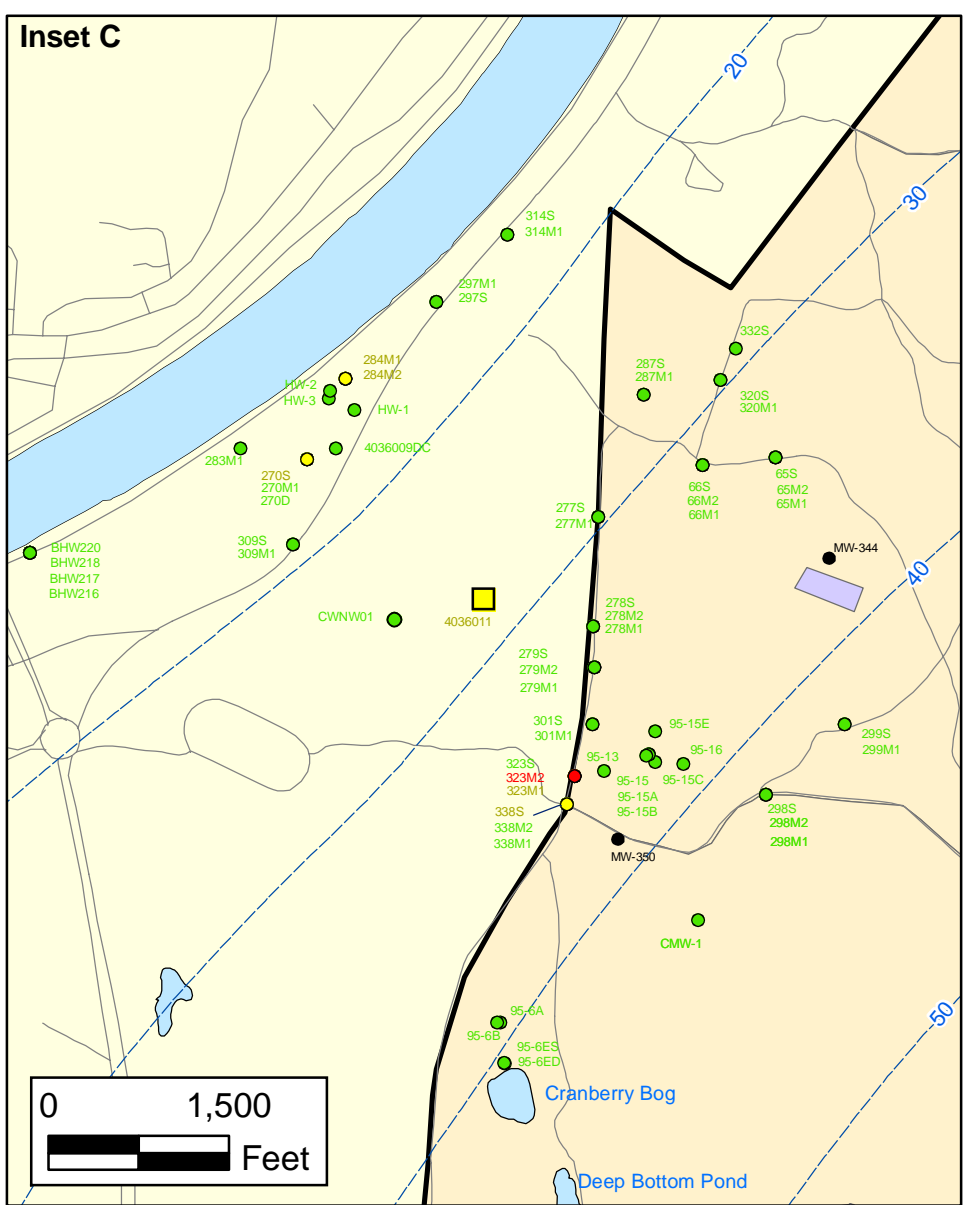 Inset C
20
30
314S
314M1
297M1
297S
332S
284M1
284M2
287S
287M1
HW-2
HW-3
HW-1
320S
320M1
283M1
4036009DC
270S
270M1
270D
65S
65M2
65M1
66S
66M2
66M1
277S
277M1
309S
309M1
MW-344
BHW220
BHW218
BHW217
BHW216
40
CWNW01
4036011
278S
278M2
278M1
279S
279M2
279M1
301S
301M1
95-15E
299S
299M1
95-13
95-16
323S
323M2
323M1
95-15
95-15C
95-15A
95-15B
338S
338M2
338M1
298S
298M2
298M1
MW-350
CMW-1
95-6A
95-6B
50
95-6ES
95-6ED
Cranberry Bog
0 1,500
Feet
Deep Bottom Pond